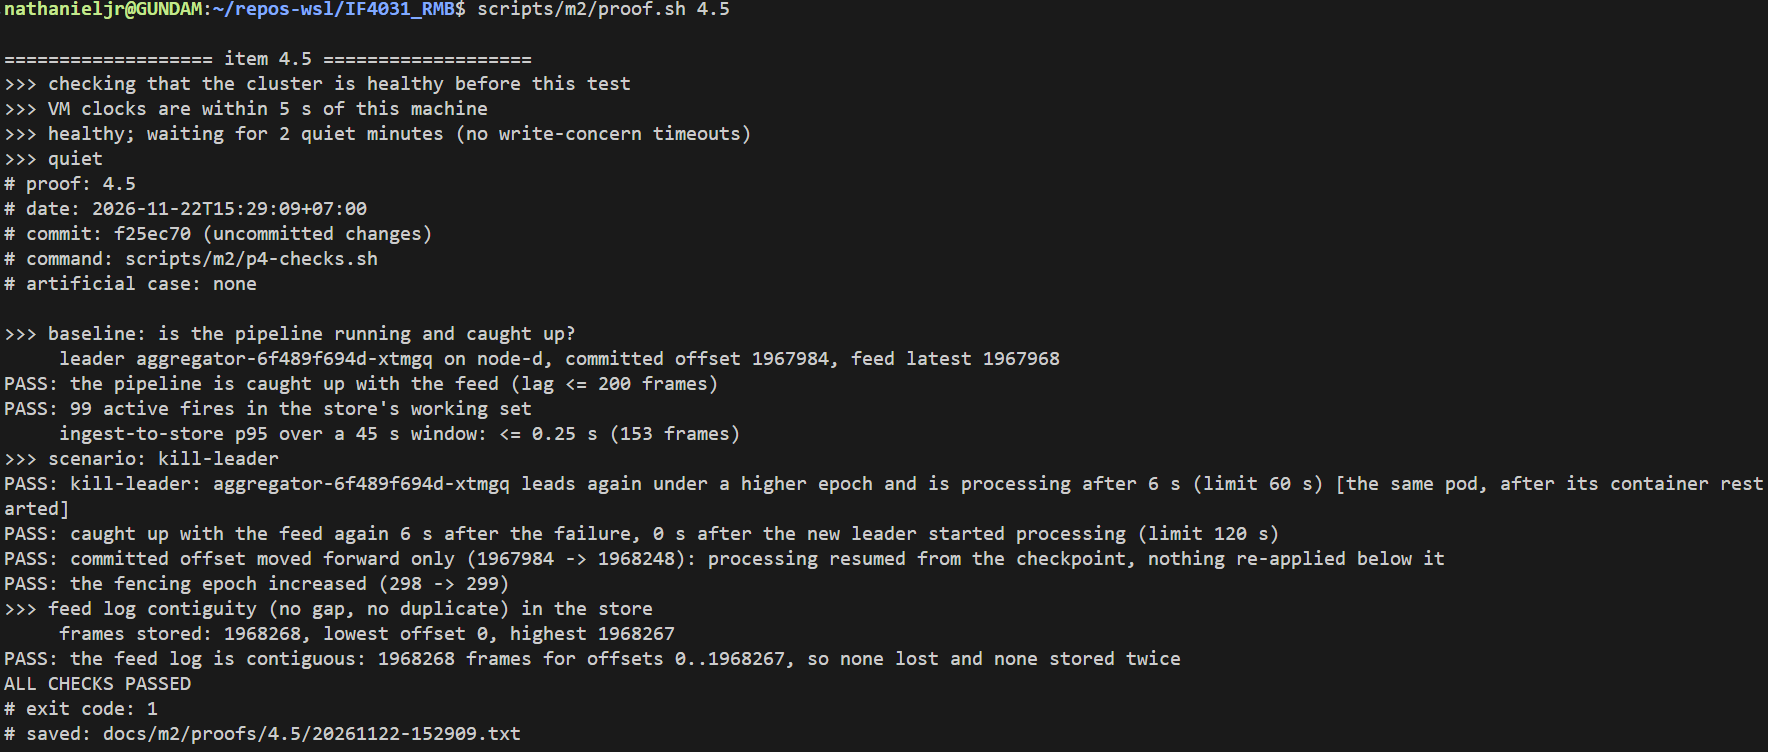 nathanieljr@GUNDAM:~/repos-wsl/IF4031_RMB$ scripts/m2/proof.sh 4.5
=================== item 4.5 ===================
>>> checking that the cluster is healthy before this test
>>> VM clocks are within 5 s of this machine
>>> healthy; waiting for 2 quiet minutes (no write-concern timeouts)
>>> quiet
# proof: 4.5
# date: 2026-11-22T15:29:09+07:00
# commit: f25ec70 (uncommitted changes)
# command: scripts/m2/p4-checks.sh
# artificial case: none
>>> baseline: is the pipeline running and caught up?
leader aggregator-6f489f694d-xtmgq on node-d, committed offset 1967984, feed latest 1967968
PASS: the pipeline is caught up with the feed (lag <= 200 frames)
PASS: 99 active fires in the store's working set
ingest-to-store p95 over a 45 s window: <= 0.25 s (153 frames)
>>> scenario: kill-leader
PASS: kill-leader: aggregator-6f489f694d-xtmgq leads again under a higher epoch and is processing after 6 s (limit 60 s) [the same pod, after its container rest
arted]
PASS: caught up with the feed again 6 s after the failure, 0 s after the new leader started processing (limit 120 s)
PASS: committed offset moved forward only (1967984 -> 1968248): processing resumed from the checkpoint, nothing re-applied below it
PASS: the fencing epoch increased (298 -> 299)
>>> feed log contiguity (no gap, no duplicate) in the store
frames stored: 1968268, lowest offset 0, highest 1968267
PASS: the feed log is contiguous: 1968268 frames for offsets 0..1968267, so none lost and none stored twice
ALL CHECKS PASSED
# exit code: 1
# saved: docs/m2/proofs/4.5/20261122-152909.txt